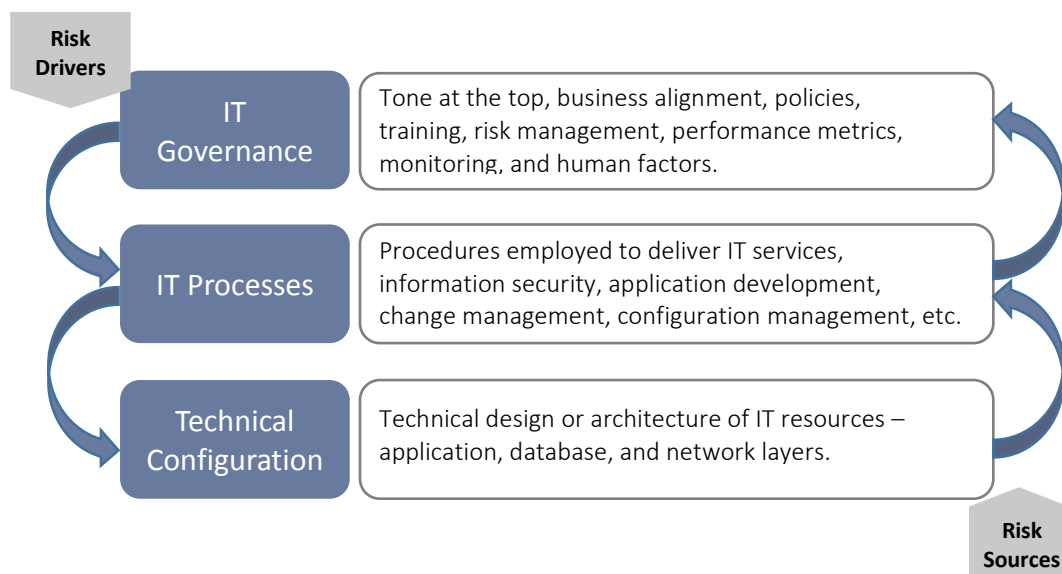 Risk
Drivers
IT
Governance
Tone at the top, business alignment, policies,
training, risk management, performance metrics,
monitoring, and human factors.
IT Processes
Procedures employed to deliver IT services,
information security, application development,
change management, configuration management, etc.
Technical
Configuration
Technical design or architecture of IT resources –
application, database, and network layers.
Risk
Sources